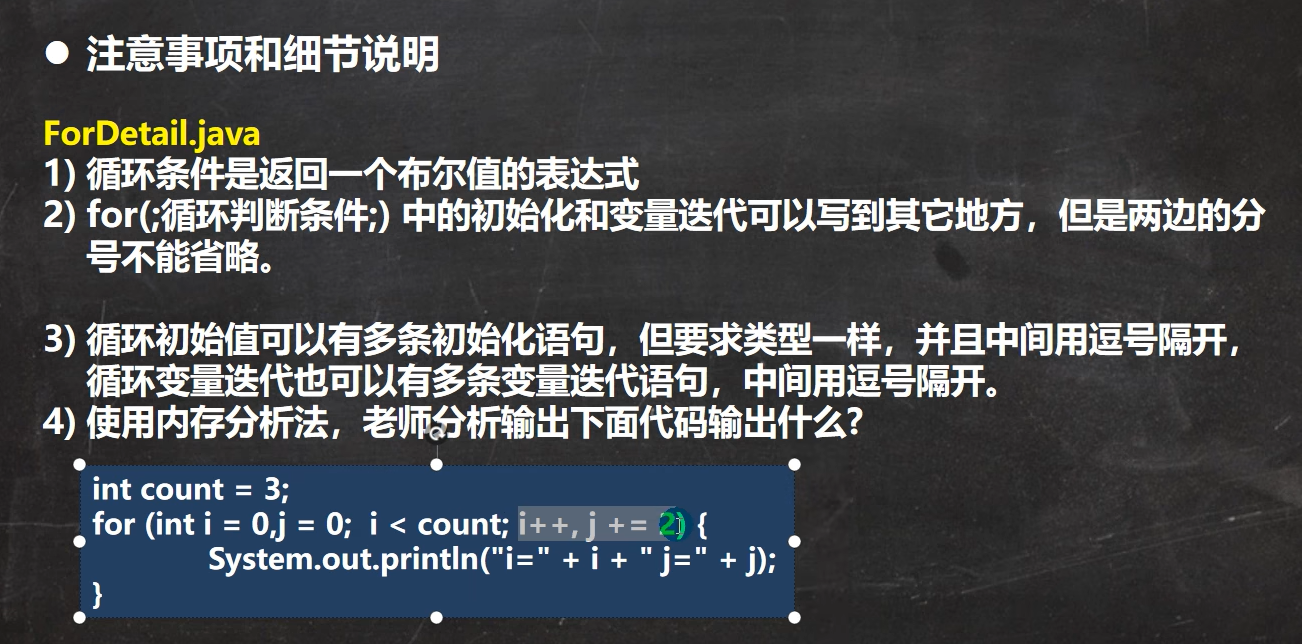 ● 注意事项和细节说明
ForDetail.java
1) 循环条件是返回一个布尔值的表达式
2) for(;循环判断条件;) 中的初始化和变量迭代可以写到其它地方，但是两边的分
号不能省略。
3) 循环初始值可以有多条初始化语句，但要求类型一样，并且中间用逗号隔开，
循环变量迭代也可以有多条变量迭代语句，中间用逗号隔开。
4) 使用内存分析法，老师分析输出下面代码输出什么?
int count = 3;
for (int i = 0,j = 0;  i < count; i++, j += 2) {
System.out.println("i=" + i + " j=" + j);
}